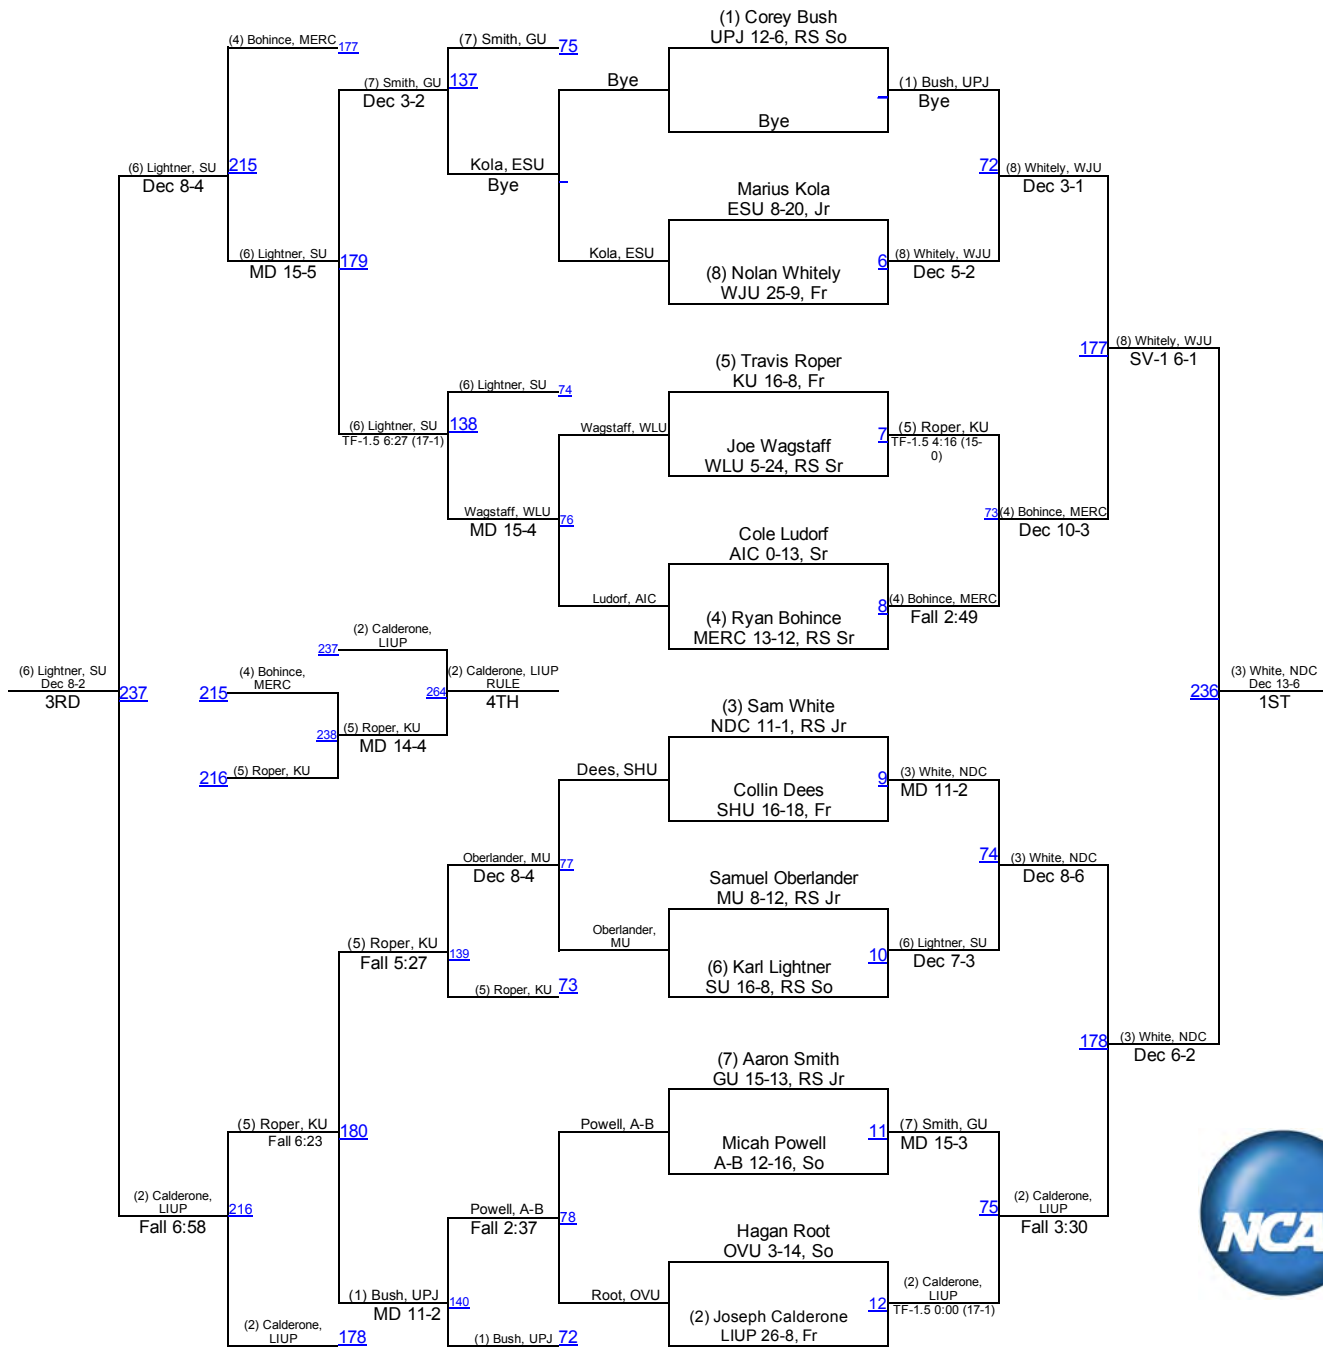 (1) Corey Bush
UPJ 12-6, RS So
(4) Bohince, MERC 177
(7) Smith, GU 75
(7) Smith, GU 137
Dec 3-2
Bye
(1) Bush, UPJ
Bye
Bye
Kola, ESU
Bye
(6) Lightner, SU 215
Dec 8-4
72 (8) Whitely, WJU
Dec 3-1
Marius Kola
ESU 8-20, Jr
(6) Lightner, SU 179
MD 15-5
Kola, ESU
6 (8) Whitely, WJU
Dec 5-2
(8) Nolan Whitely
WJU 25-9, Fr
177 (8) Whitely, WJU
SV-1 6-1
(5) Travis Roper
KU 16-8, Fr
(6) Lightner, SU 74
(6) Lightner, SU 138
TF-1.5 6:27 (17-1)
Wagstaff, WLU
7 (5) Roper, KU
TF-1.5 4:16 (15-
0)
Joe Wagstaff
WLU 5-24, RS Sr
Wagstaff, WLU 76
MD 15-4
73 (4) Bohince, MERC
Dec 10-3
Cole Ludorf
AIC 0-13, Sr
Ludorf, AIC
8 (4) Bohince, MERC
Fall 2:49
(4) Ryan Bohince
MERC 13-12, RS Sr
(2) Calderone,
LIUP
237
(6) Lightner, SU
Dec 8-2
3RD
237
(4) Bohince,
MERC
215
264 (2) Calderone, LIUP
RULE
4TH
238 (5) Roper, KU
MD 14-4
216 (5) Roper, KU
236 (3) White, NDC
Dec 13-6
1ST
(3) Sam White
NDC 11-1, RS Jr
Dees, SHU
9 (3) White, NDC
MD 11-2
Collin Dees
SHU 16-18, Fr
Oberlander, MU 77
Dec 8-4
74 (3) White, NDC
Dec 8-6
Samuel Oberlander
MU 8-12, RS Jr
Oberlander,
MU
(5) Roper, KU 139
Fall 5:27
10 (6) Lightner, SU
Dec 7-3
(6) Karl Lightner
SU 16-8, RS So
(5) Roper, KU 73
178 (3) White, NDC
Dec 6-2
(7) Aaron Smith
GU 15-13, RS Jr
(5) Roper, KU 180
Fall 6:23
Powell, A-B
11 (7) Smith, GU
MD 15-3
Micah Powell
A-B 12-16, So
(2) Calderone,
LIUP
216
Fall 6:58
Powell, A-B 78
Fall 2:37
75 (2) Calderone,
LIUP
Fall 3:30
Hagan Root
OVU 3-14, So
(1) Bush, UPJ 140
MD 11-2
Root, OVU
12 (2) Calderone,
LIUP
TF-1.5 0:00 (17-1)
(2) Joseph Calderone
LIUP 26-8, Fr
(2) Calderone,
LIUP
178
(1) Bush, UPJ 72